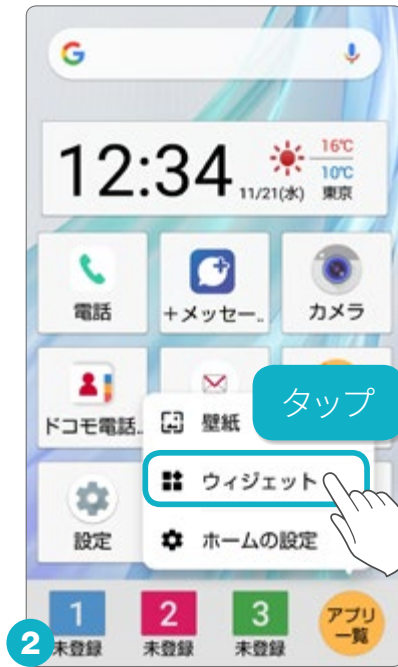 G
12:34
16℃
10℃
11/21(水) 東京
電話
+メッセー..
カメラ
ドコモ電話..
タップ
壁紙
ウィジェット
設定
ホームの設定
1
2
3
アプリ
一覧
未登録
未登録
未登録
2